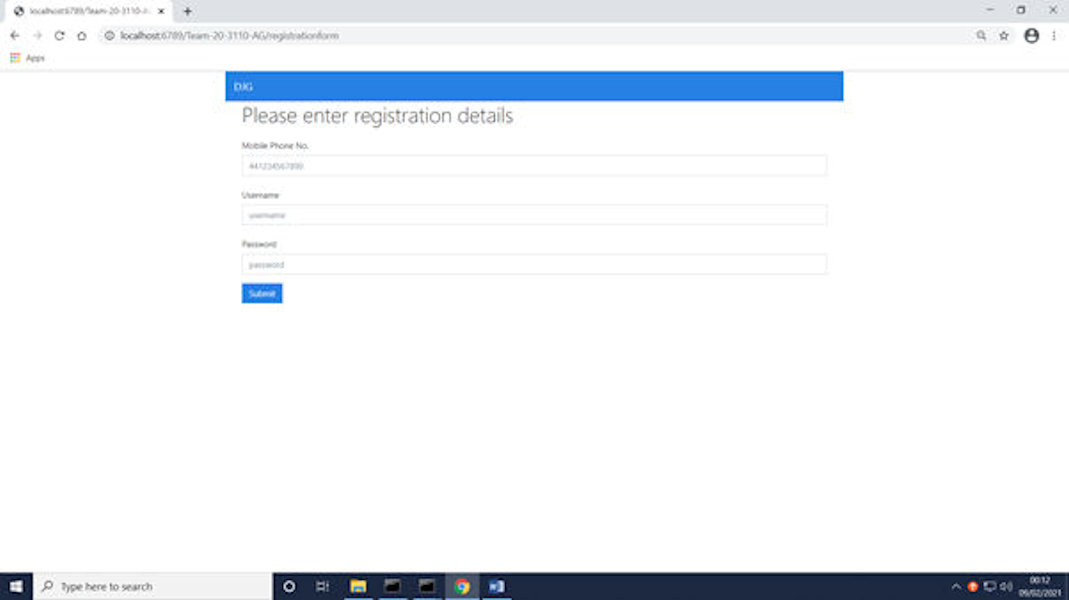 localhost:6789/Team-20-3110-A
localhost:6789/Team-20-3110-AG/registrationform
Apps
DJG
Please enter registration details
Mobile Phone No.
441234567890
Username
username
Password
password
Submit
Type here to search
00:12
09/02/2021